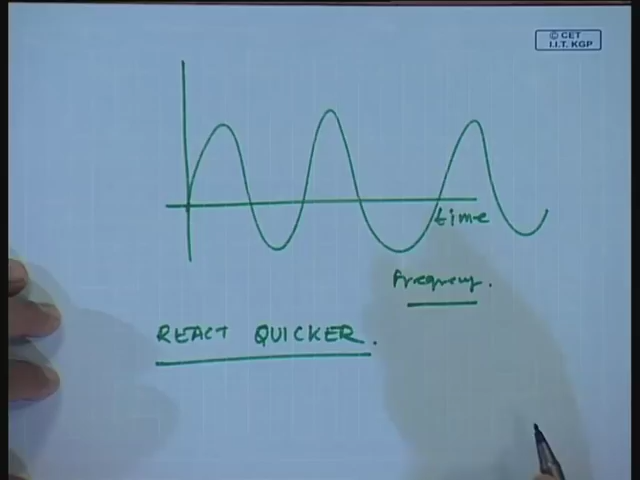 © CET
I.I.T. KGP
time
Frequency.
REACT QUICKER.